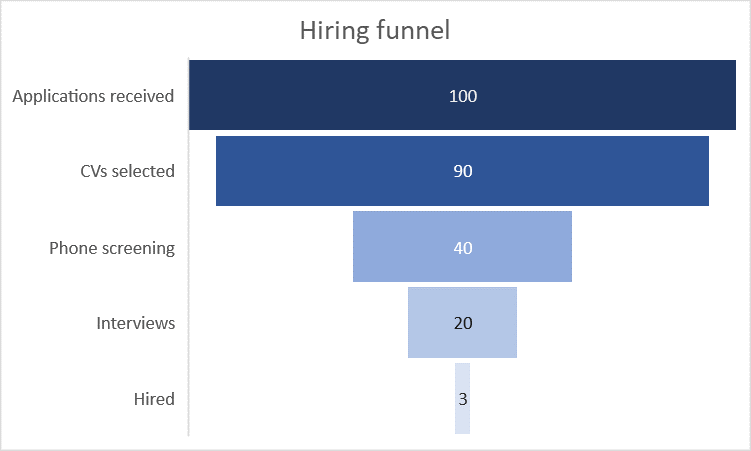 Hiring funnel
Applications received 100
CVs selected 90
Phone screening 40
Interviews 20
Hired 3